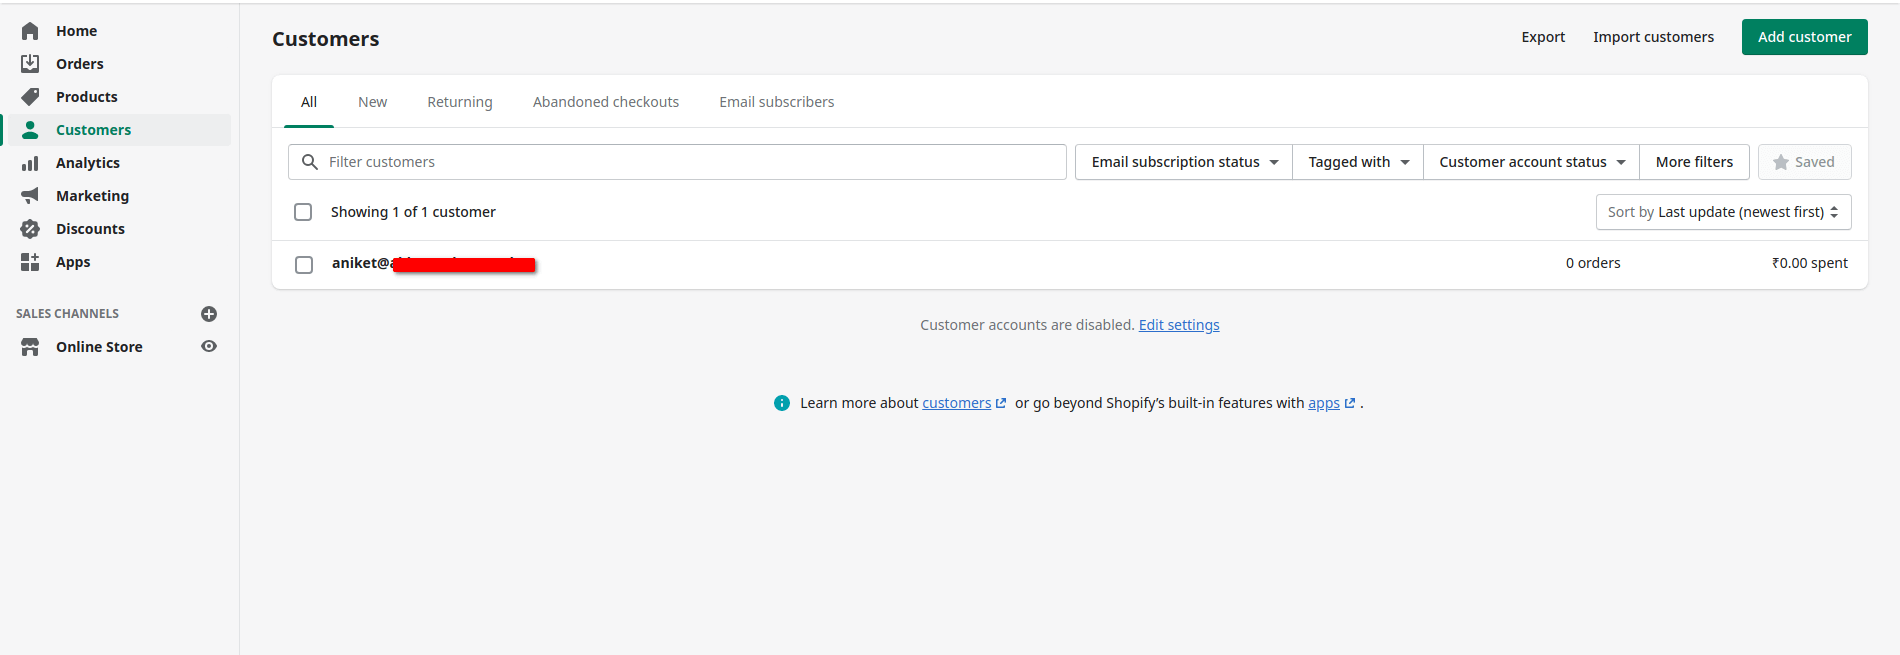 Home
Orders
Products
Customers
Analytics
Marketing
Discounts
Apps
SALES CHANNELS
Online Store
Customers
Export Import customers Add customer
All New Returning Abandoned checkouts Email subscribers
Filter customers Email subscription status Tagged with Customer account status More filters Saved
Showing 1 of 1 customer Sort by Last update (newest first)
aniket@ 0 orders ₹0.00 spent
Customer accounts are disabled. Edit settings
Learn more about customers or go beyond Shopify's built-in features with apps .